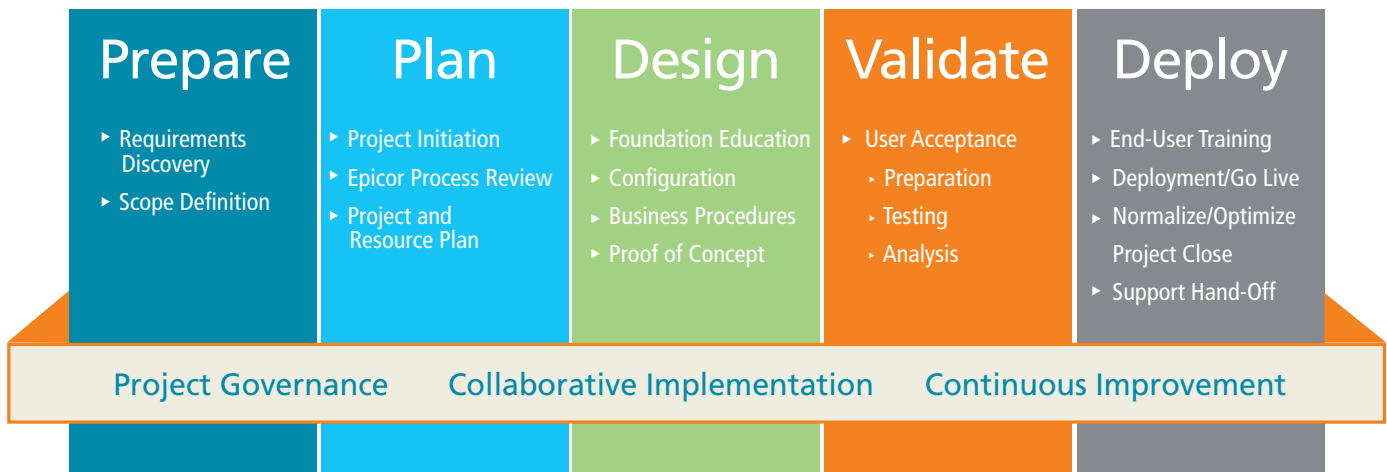 Prepare
Requirements
Discovery
Scope Definition
Plan
Project Initiation
Epicor Process Review
Project and
Resource Plan
Design
Foundation Education
Configuration
Business Procedures
Proof of Concept
Validate
User Acceptance
Preparation
Testing
Analysis
Deploy
End-User Training
Deployment/Go Live
Normalize/Optimize
Project Close
Support Hand-Off
Project Governance
Collaborative Implementation
Continuous Improvement